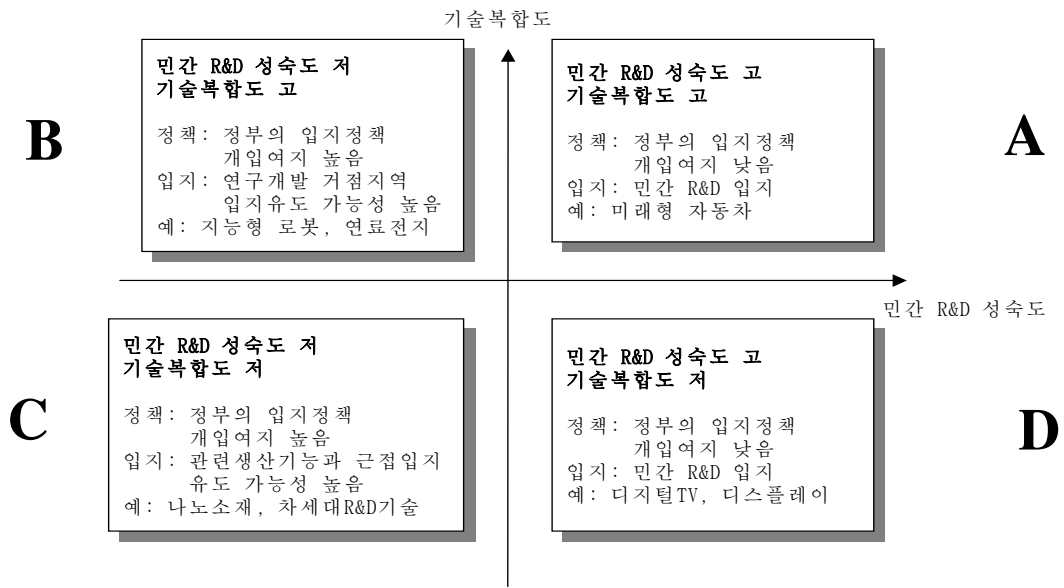 기술복합도
B
민간 R&D 성숙도 저
기술복합도 고
정책: 정부의 입지정책
개입여지 높음
입지: 연구개발 거점지역
입지유도 가능성 높음
예: 지능형 로봇, 연료전지
민간 R&D 성숙도 고
기술복합도 고
정책: 정부의 입지정책
개입여지 낮음
입지: 민간 R&D 입지
예: 미래형 자동차
A
민간 R&D 성숙도
C
민간 R&D 성숙도 저
기술복합도 저
정책: 정부의 입지정책
개입여지 높음
입지: 관련생산기능과 근접입지
유도 가능성 높음
예: 나노소재, 차세대R&D기술
민간 R&D 성숙도 고
기술복합도 저
정책: 정부의 입지정책
개입여지 낮음
입지: 민간 R&D 입지
예: 디지털TV, 디스플레이
D